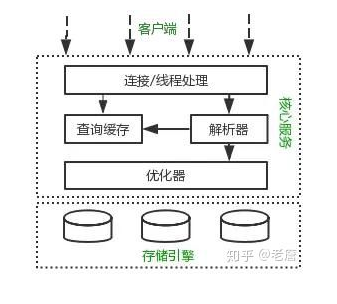 客户端
连接/线程处理
查询缓存
解析器
核心服务
优化器
存储引擎
知乎 @老詹